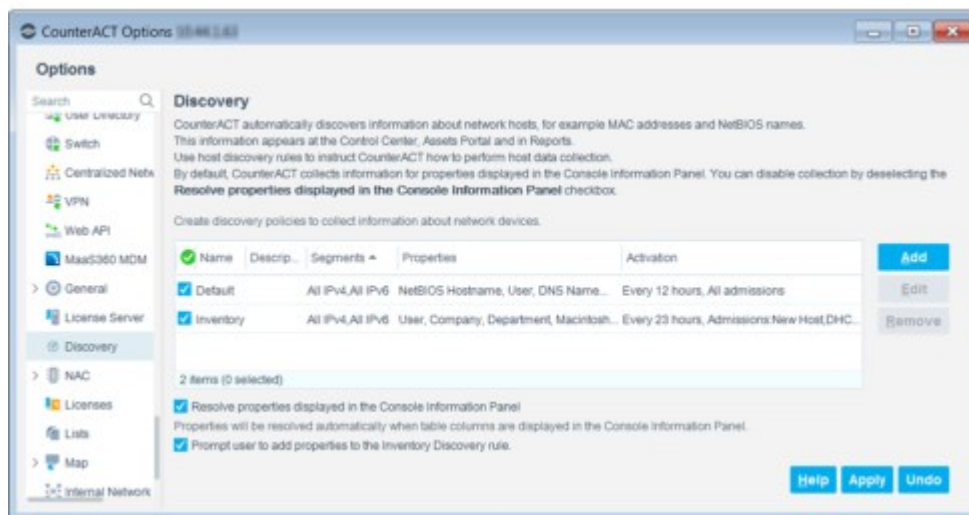 CounterACT Options
Options
Search
User Directory
Switch
Centralized Netw
VPN
Web API
MaaS360 MDM
General
License Server
Discovery
NAC
Licenses
Lists
Map
Internal Network
Discovery
CounterACT automatically discovers information about network hosts, for example MAC addresses and NetBIOS names.
This information appears at the Control Center, Assets Portal and in Reports.
Use host discovery rules to instruct CounterACT how to perform host data collection.
By default, CounterACT collects information for properties displayed in the Console Information Panel. You can disable collection by deselecting the
Resolve properties displayed in the Console Information Panel checkbox.
Create discovery policies to collect information about network devices.
Name Descrip... Segments Properties Activation
Default All IPv4,All IPv6 NetBIOS Hostname, User, DNS Name... Every 12 hours, All admissions
Inventory All IPv4,All IPv6 User, Company, Department, Macintosh... Every 23 hours, Admissions:New Host,DHC...
2 items (0 selected)
Add
Edit
Remove
Resolve properties displayed in the Console Information Panel
Properties will be resolved automatically when table columns are displayed in the Console Information Panel.
Prompt user to add properties to the Inventory Discovery rule.
Help Apply Undo